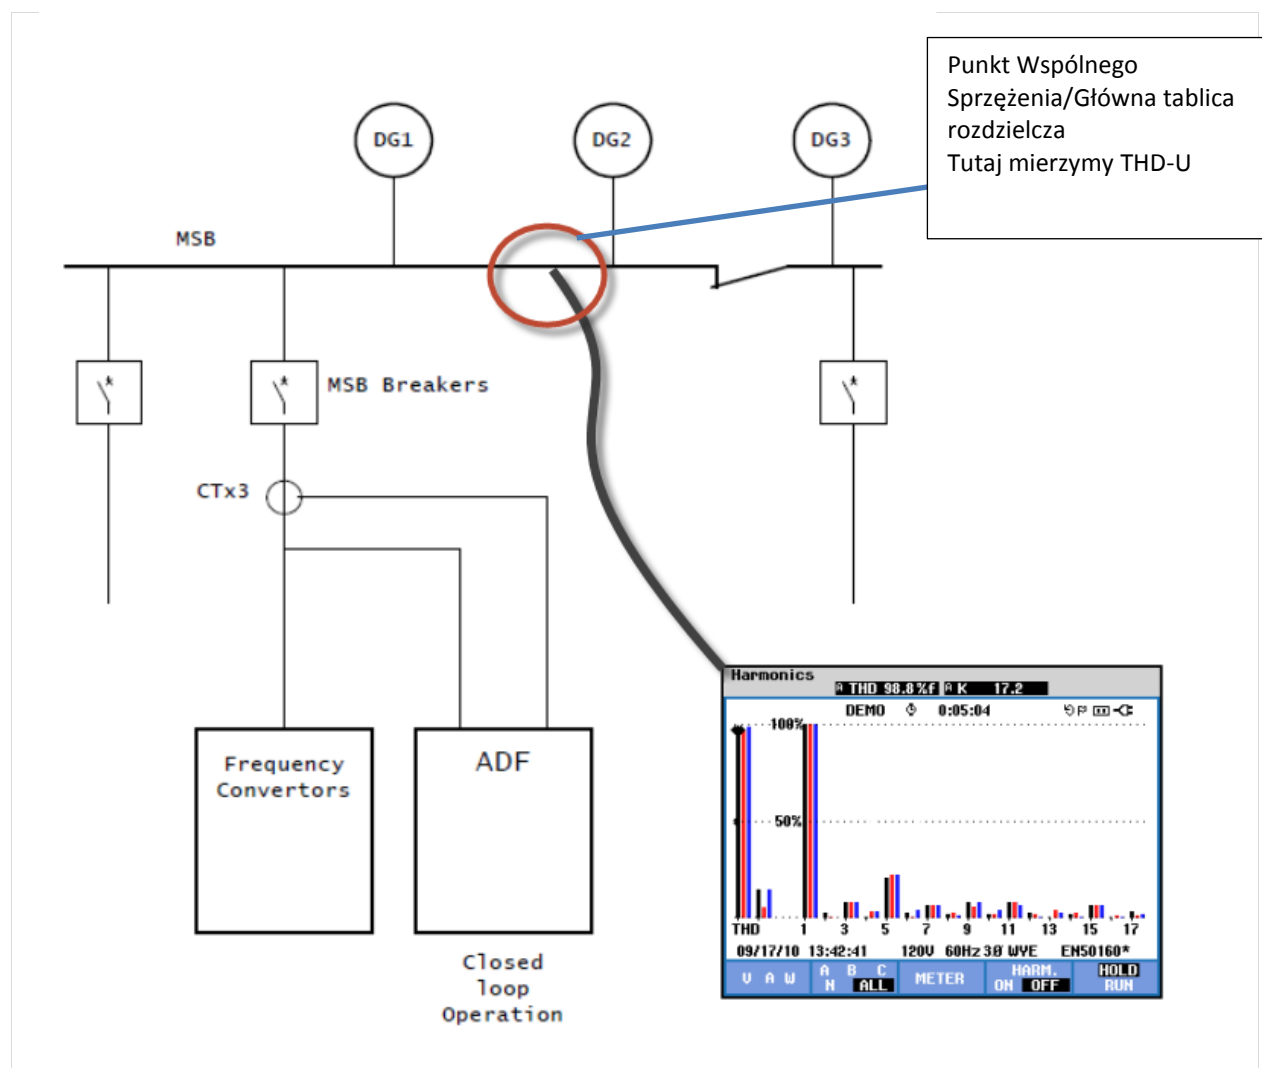 Punkt Wspólnego
Sprzężenia/Główna tablica
rozdzielcza
Tutaj mierzymy THD-U
DG1
DG2
DG3
MSB
MSB Breakers
CTx3
Frequency
Convertors
ADF
Closed
loop
Operation
Harmonics
A THD 98.8%f A K 17.2
DEMO 0:05:04
100%
50%
THD 1 3 5 7 9 11 13 15 17
09/17/10 13:42:41 120V 60Hz 3Ø WYE EN50160*
V A W
A B C
N ALL
METER
HARM.
ON OFF
HOLD
RUN